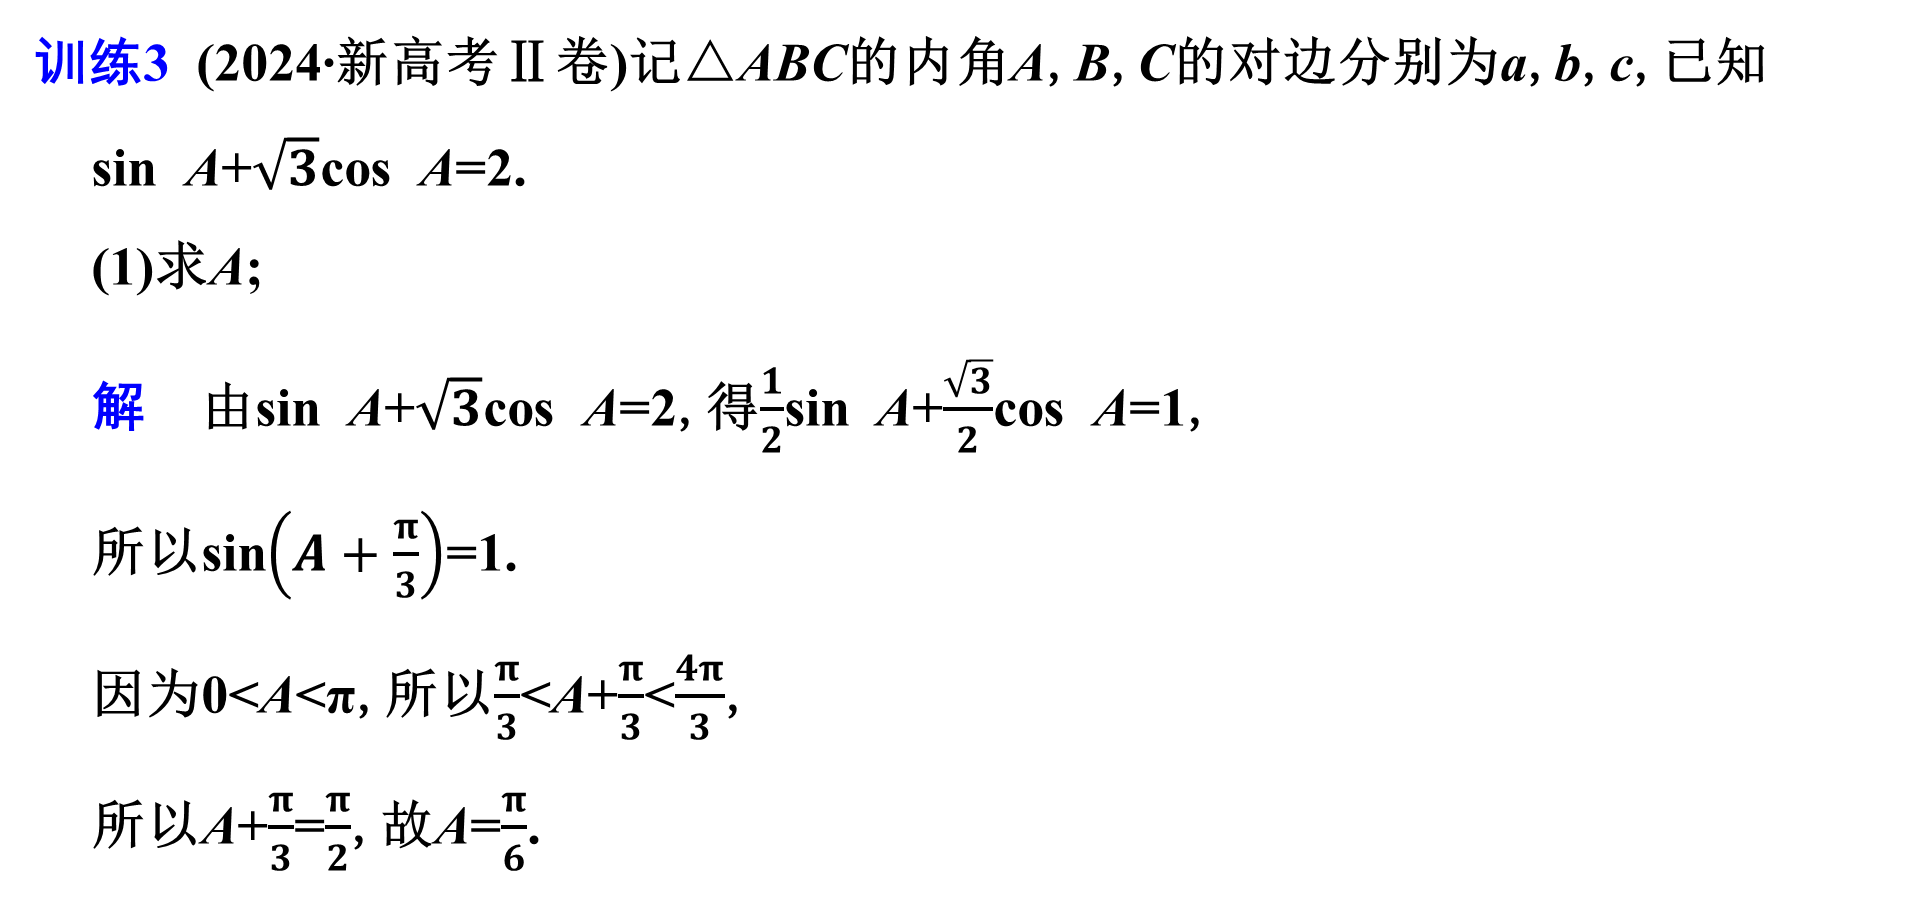 训练3 (2024·新高考Ⅱ卷)记△ABC的内角A, B, C的对边分别为a, b, c, 已知
sin A+√3cos A=2.
(1)求A;
解 由sin A+√3cos A=2, 得1/2sin A+√3/2cos A=1,
所以sin(A + π/3)=1.
因为0<A<π, 所以π/3<A+π/3<4π/3,
所以A+π/3=π/2, 故A=π/6.